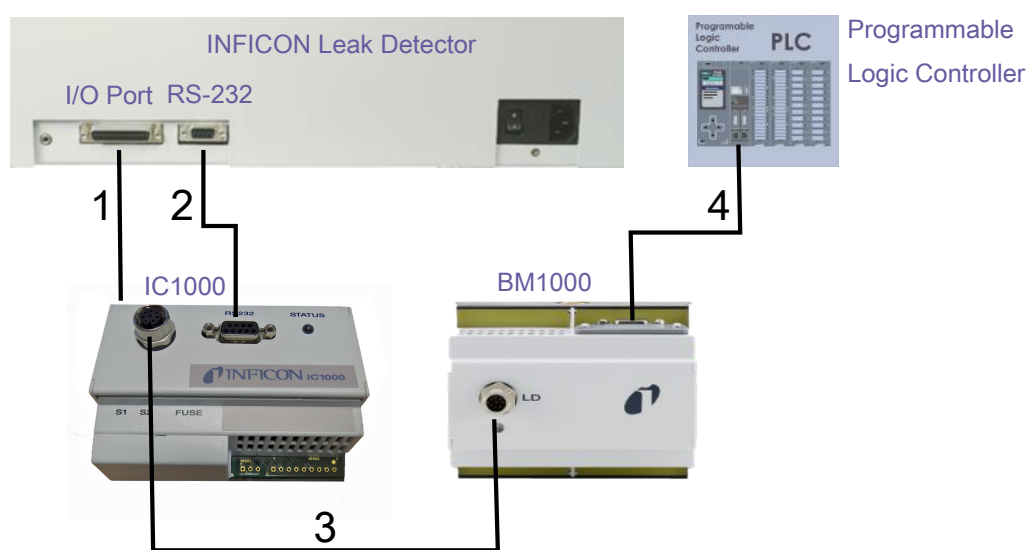 INFICON Leak Detector
I/O Port RS-232
Programable
Logic
Controller
PLC
Programmable
Logic Controller
1
2
4
IC1000
BM1000
RS232
STATUS
INFICON IC1000
LD
S1 S2 FUSE
3